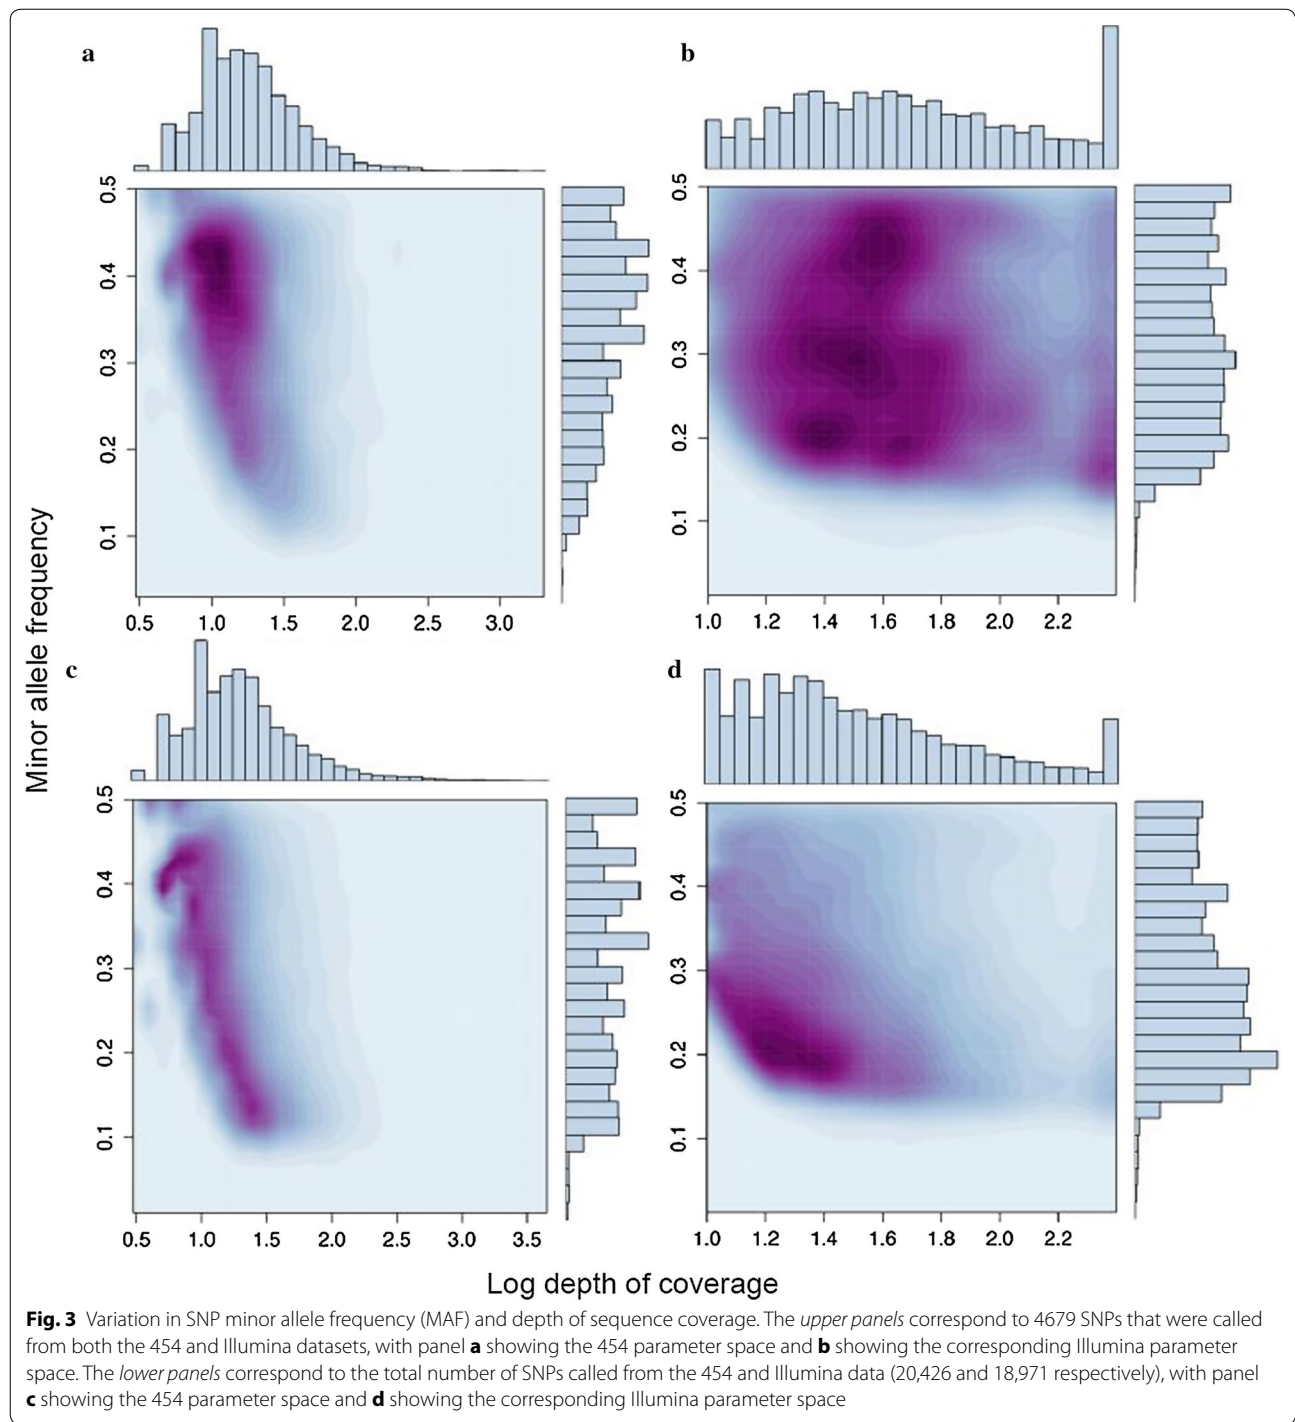 a
b
0.5
0.4
0.3
0.2
0.1
0.5 1.0 1.5 2.0 2.5 3.0
0.5
0.4
0.3
0.2
0.1
1.0 1.2 1.4 1.6 1.8 2.0 2.2
c
d
0.5
0.4
0.3
0.2
0.1
0.5 1.0 1.5 2.0 2.5 3.0 3.5
0.5
0.4
0.3
0.2
0.1
1.0 1.2 1.4 1.6 1.8 2.0 2.2
Minor allele frequency
Log depth of coverage
Fig. 3 Variation in SNP minor allele frequency (MAF) and depth of sequence coverage. The upper panels correspond to 4679 SNPs that were called
from both the 454 and Illumina datasets, with panel a showing the 454 parameter space and b showing the corresponding Illumina parameter
space. The lower panels correspond to the total number of SNPs called from the 454 and Illumina data (20,426 and 18,971 respectively), with panel
c showing the 454 parameter space and d showing the corresponding Illumina parameter space